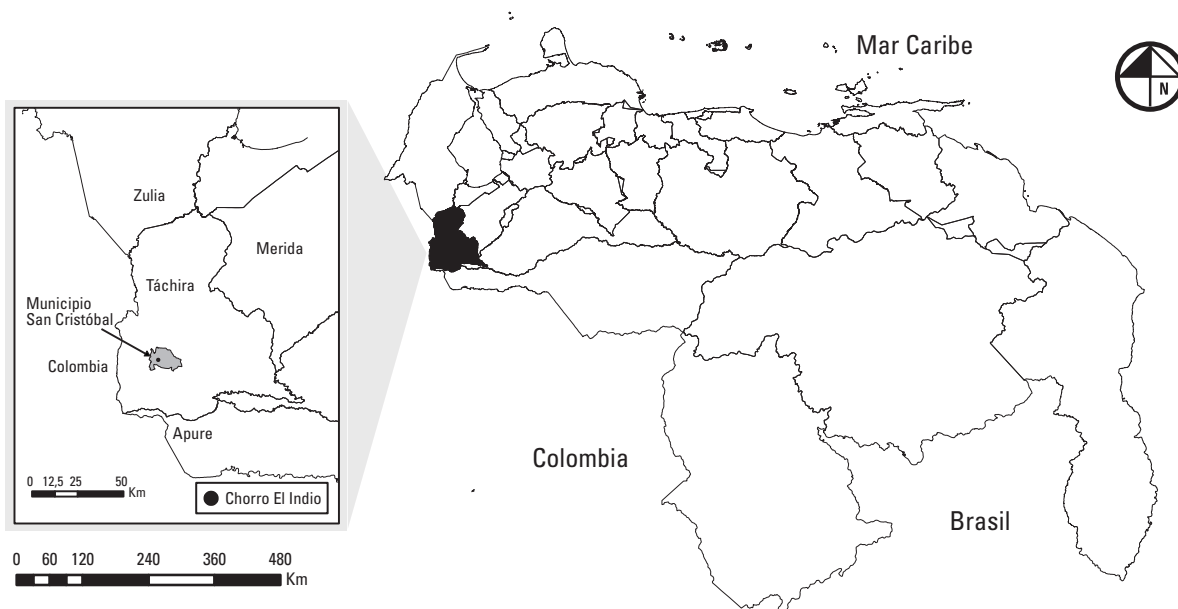 Mar Caribe
N
Zulia
Merida
Táchira
Municipio
San Cristóbal
Colombia
Apure
0 12,5 25 50
Km
Chorro El Indio
Colombia
Brasil
0 60 120 240 360 480
Km